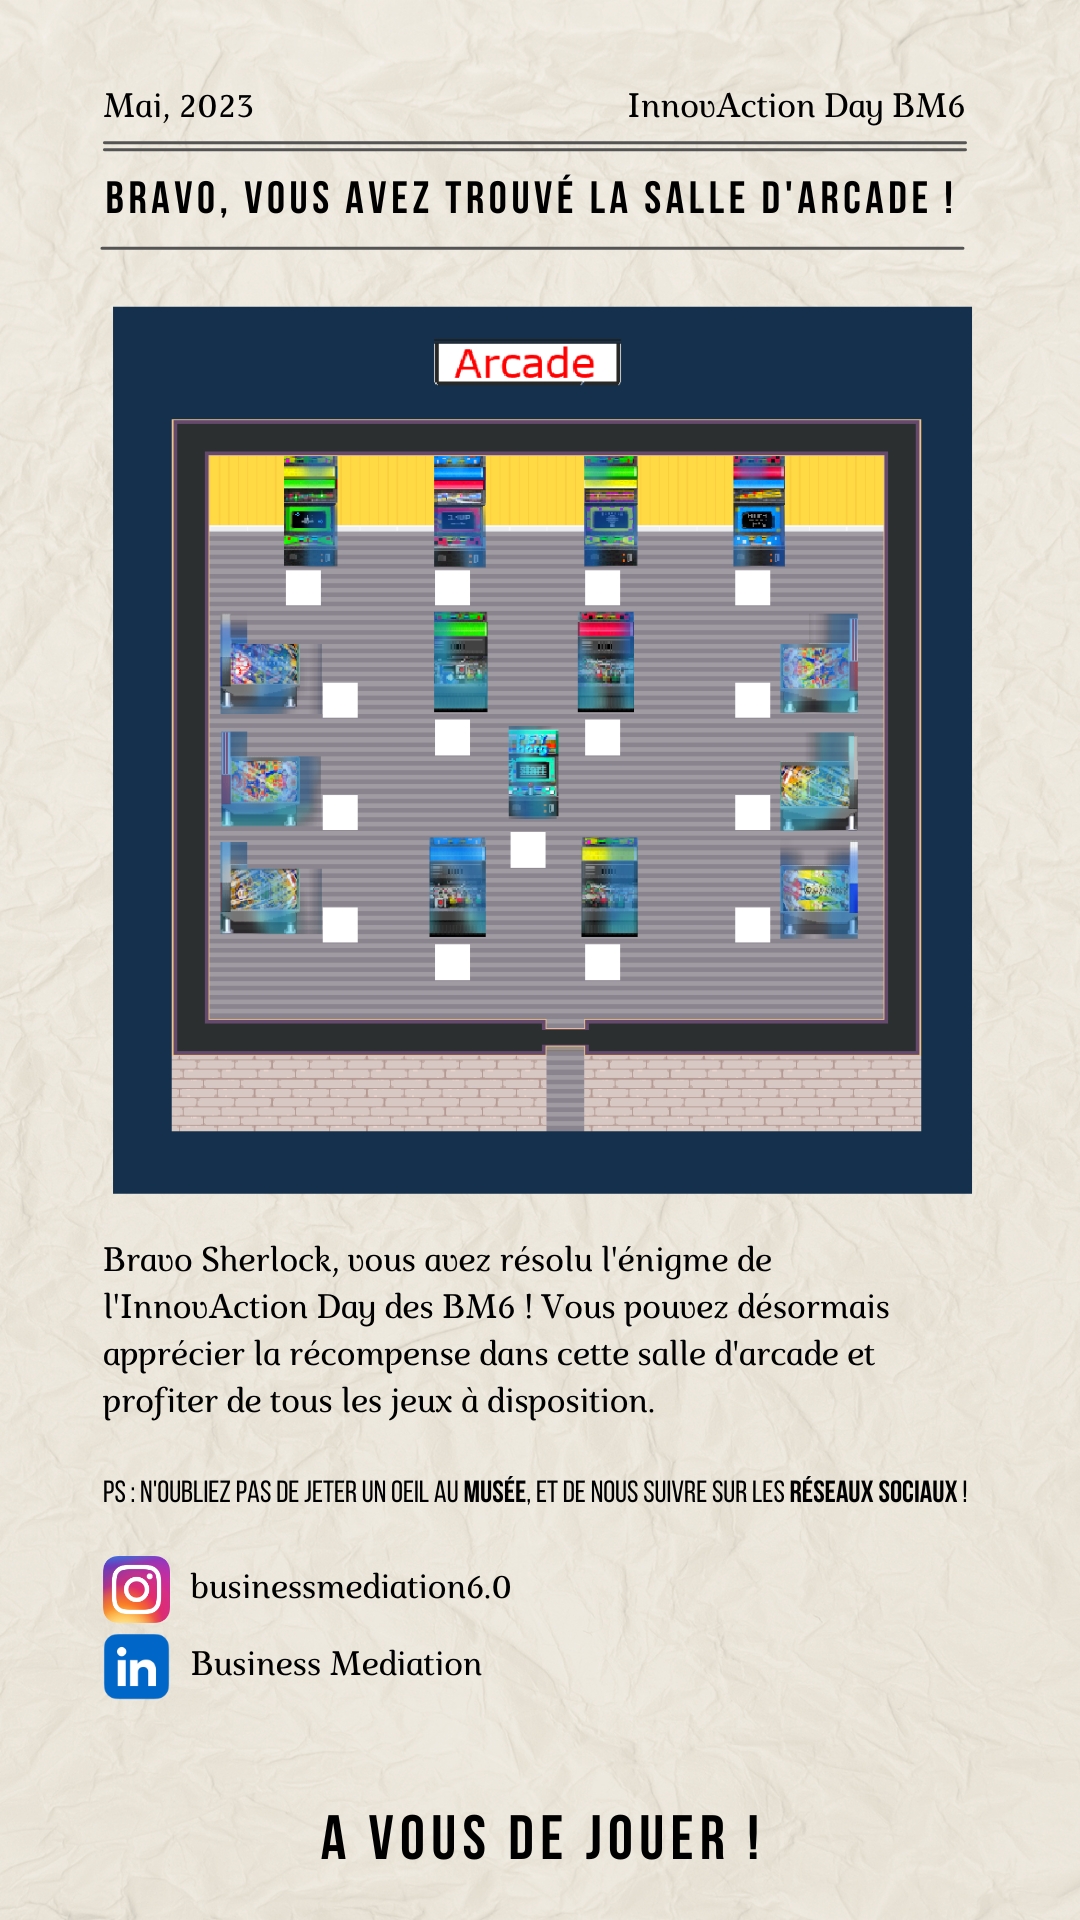 Mai, 2023
InnovAction Day BM6
BRAVO, VOUS AVEZ TROUVÉ LA SALLE D'ARCADE !
Arcade
Bravo Sherlock, vous avez résolu l'énigme de
l'InnovAction Day des BM6 ! Vous pouvez désormais
apprécier la récompense dans cette salle d'arcade et
profiter de tous les jeux à disposition.
PS : N'OUBLIEZ PAS DE JETER UN OEIL AU MUSÉE, ET DE NOUS SUIVRE SUR LES RÉSEAUX SOCIAUX !
businessmediation6.0
in
Business Mediation
A VOUS DE JOUER !